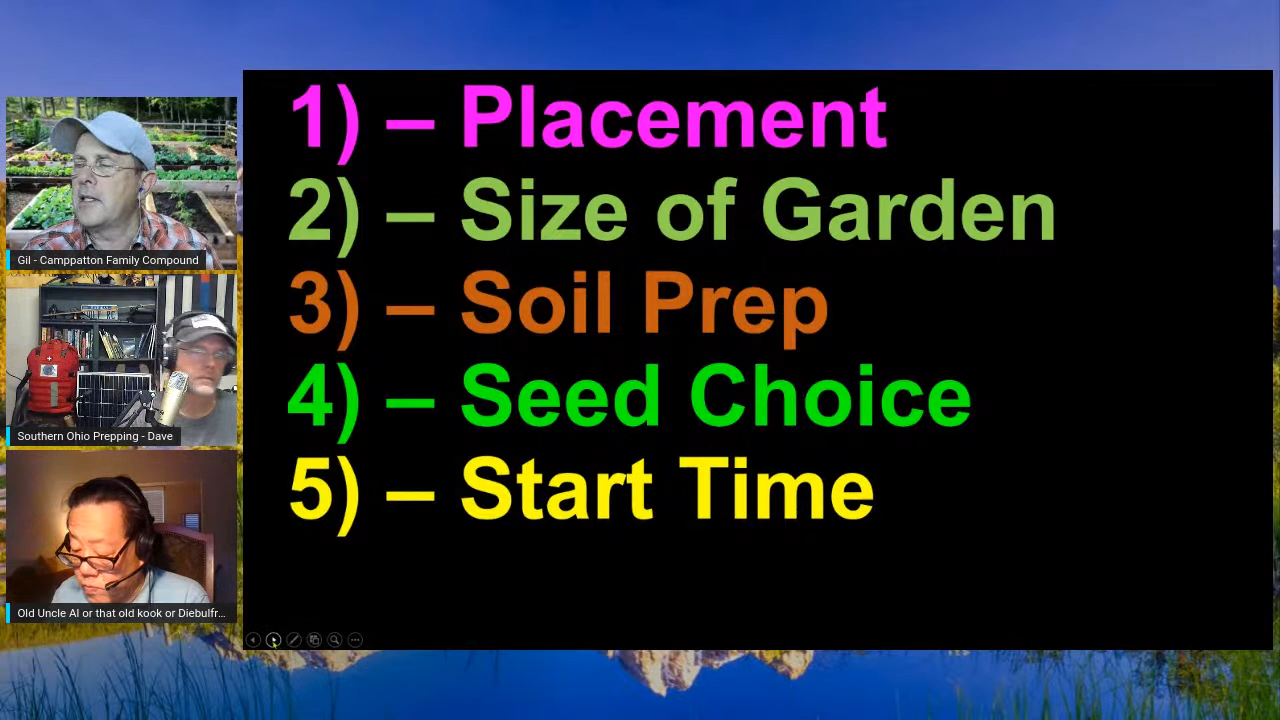 1) – Placement
2) – Size of Garden
3) – Soil Prep
4) – Seed Choice
5) – Start Time
Gil - Camppatton Family Compound
Southern Ohio Prepping - Dave
Old Uncle Al or that old kook or Diebulfr...